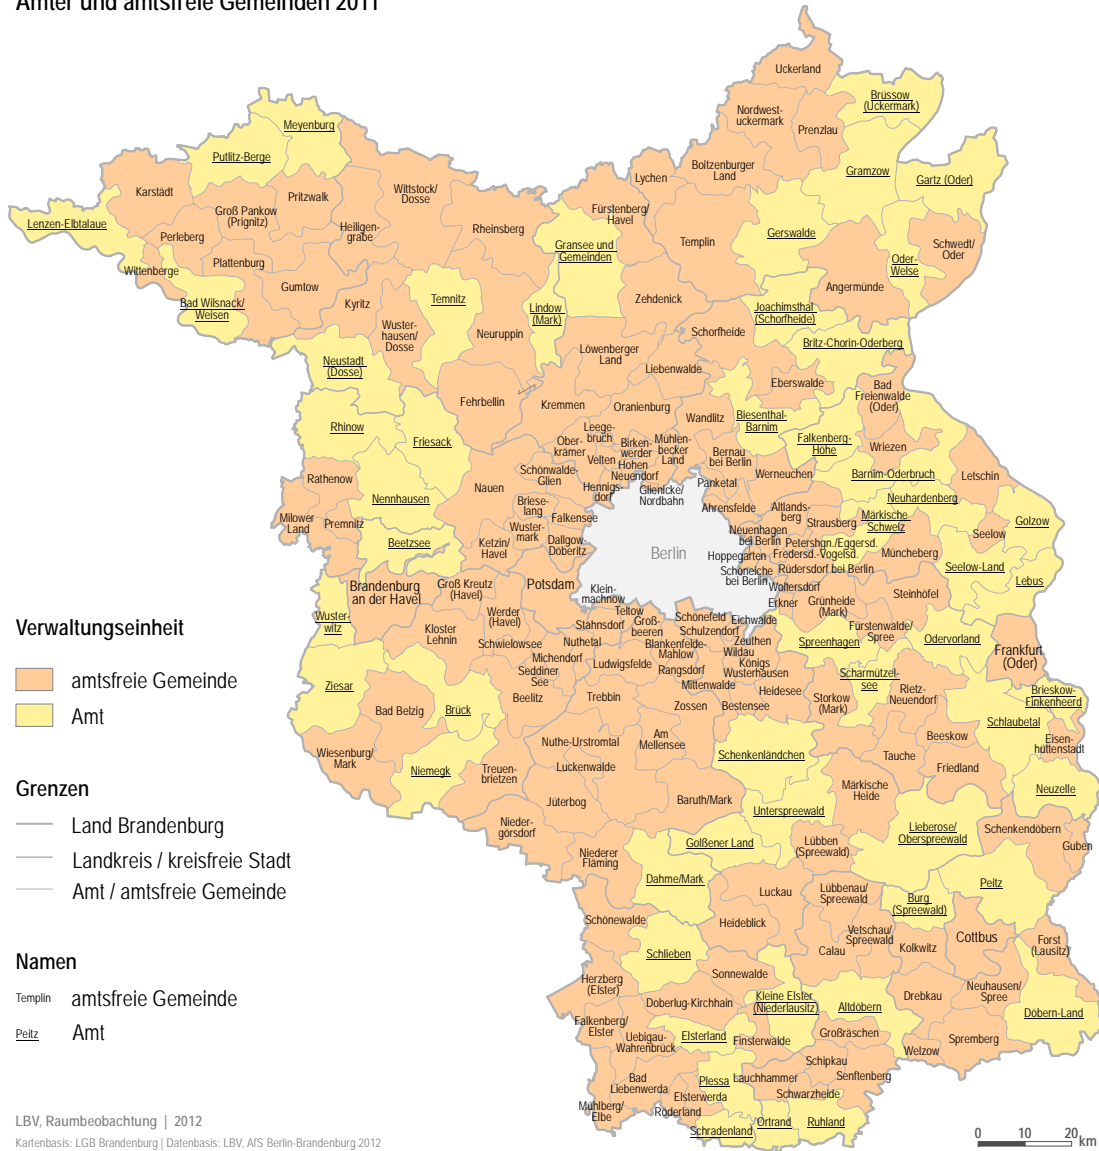 Ämter und amtsfreie Gemeinden 2011
Uckerland
Brüssow
(Uckermark)
Nordwest-
uckermark
Prenzlau
Meyenburg
Putlitz-Berge
Boitzenburger
Land
Gramzow
Gartz (Oder)
Lychen
Karstädt
Pritzwalk
Wittstock/
Dosse
Groß Pankow
(Prignitz)
Fürstenberg/
Havel
Lenzen-Elbtalaue
Perleberg
Heiligen-
grabe
Rheinsberg
Templin
Gerswalde
Schwedt/
Oder
Gransee und
Gemeinden
Oder-
Welse
Wittenberge
Plattenburg
Gumtow
Angermünde
Bad Wilsnack/
Weisen
Kyritz
Temnitz
Lindow
(Mark)
Zehdenick
Joachimsthal
(Schorfheide)
Wuster-
hausen/
Dosse
Neuruppin
Schorfheide
Britz-Chorin-Oderberg
Neustadt
(Dosse)
Löwenberger
Land
Liebenwalde
Eberswalde
Bad
Freienwalde
(Oder)
Fehrbellin
Kremmen
Oranienburg
Wandlitz
Biesenthal-
Barnim
Rhinow
Friesack
Leege-
bruch
Ober-
krämer
Birken-
werder
Mühlen-
becker
Land
Falkenberg-
Höhe
Wriezen
Velten
Hohen
Neuendorf
Bernau
bei Berlin
Rathenow
Schönwalde-
Glien
Werneuchen
Barnim-Oderbruch
Letschin
Nauen
Hennigs-
dorf
Glienicke/
Nordbahn
Panketal
Nennhausen
Neuhardenberg
Briese-
lang
Ahrensfelde
Altlands-
berg
Milower
Land
Premnitz
Falkensee
Strausberg
Märkische
Schweiz
Golzow
Wuster-
mark
Neuenhagen
bei Berlin
Seelow
Beetzsee
Ketzin/
Havel
Dallgow-
Döberitz
Petershgn./Eggersd.
Berlin
Hoppegarten
Fredersd.-Vogelsd.
Müncheberg
Seelow-Land
Schöneiche
bei Berlin
Rüdersdorf bei Berlin
Lebus
Brandenburg
an der Havel
Groß Kreutz
(Havel)
Potsdam
Klein-
machnow
Woltersdorf
Steinhöfel
Erkner
Grünheide
(Mark)
Wuster-
witz
Werder
(Havel)
Teltow
Stahnsdorf
Groß-
beeren
Schönefeld
Eichwalde
Kloster
Lehnin
Schulzendorf
Fürstenwalde/
Spree
Schwielowsee
Nuthetal
Blankenfelde-
Mahlow
Zeuthen
Wildau
Spreenhagen
Odervorland
Frankfurt
(Oder)
Michendorf
Ludwigsfelde
Rangsdorf
Königs
Wusterhausen
Seddiner
See
Mittenwalde
Scharmützel-
see
Ziesar
Beelitz
Trebbin
Zossen
Bestensee
Heidesee
Storkow
(Mark)
Rietz-
Neuendorf
Brieskow-
Finkenheerd
Bad Belzig
Brück
Schlaubetal
Beeskow
Eisen-
hüttenstadt
Wiesenburg/
Mark
Niemegk
Treuen-
brietzen
Nuthe-Urstromtal
Luckenwalde
Am
Mellensee
Schenkenländchen
Tauche
Friedland
Neuzelle
Jüterbog
Baruth/Mark
Unterspreewald
Märkische
Heide
Nieder-
görsdorf
Golßener Land
Lübben
(Spreewald)
Lieberose/
Oberspreewald
Schenkendöbern
Guben
Niederer
Fläming
Dahme/Mark
Luckau
Lübbenau/
Spreewald
Burg
(Spreewald)
Peitz
Schönewalde
Heideblick
Vetschau/
Spreewald
Cottbus
Calau
Kolkwitz
Forst
(Lausitz)
Schlieben
Sonnewalde
Herzberg
(Elster)
Doberlug-Kirchhain
Kleine Elster
(Niederlausitz)
Altdöbern
Drebkau
Neuhausen/
Spree
Döbern-Land
Falkenberg/
Elster
Uebigau-
Wahrenbrück
Elsterland
Finsterwalde
Großräschen
Spremberg
Welzow
Schipkau
Bad
Liebenwerda
Plessa
Lauchhammer
Senftenberg
Elsterwerda
Schwarzheide
Mühlberg/
Elbe
Röderland
Schradenland
Ortrand
Ruhland
Verwaltungseinheit
amtsfreie Gemeinde
Amt
Grenzen
Land Brandenburg
Landkreis / kreisfreie Stadt
Amt / amtsfreie Gemeinde
Namen
Templin amtsfreie Gemeinde
Peitz Amt
LBV, Raumbeobachtung | 2012
Kartenbasis: LGB Brandenburg | Datenbasis: LBV, AfS Berlin-Brandenburg 2012
0 10 20 km